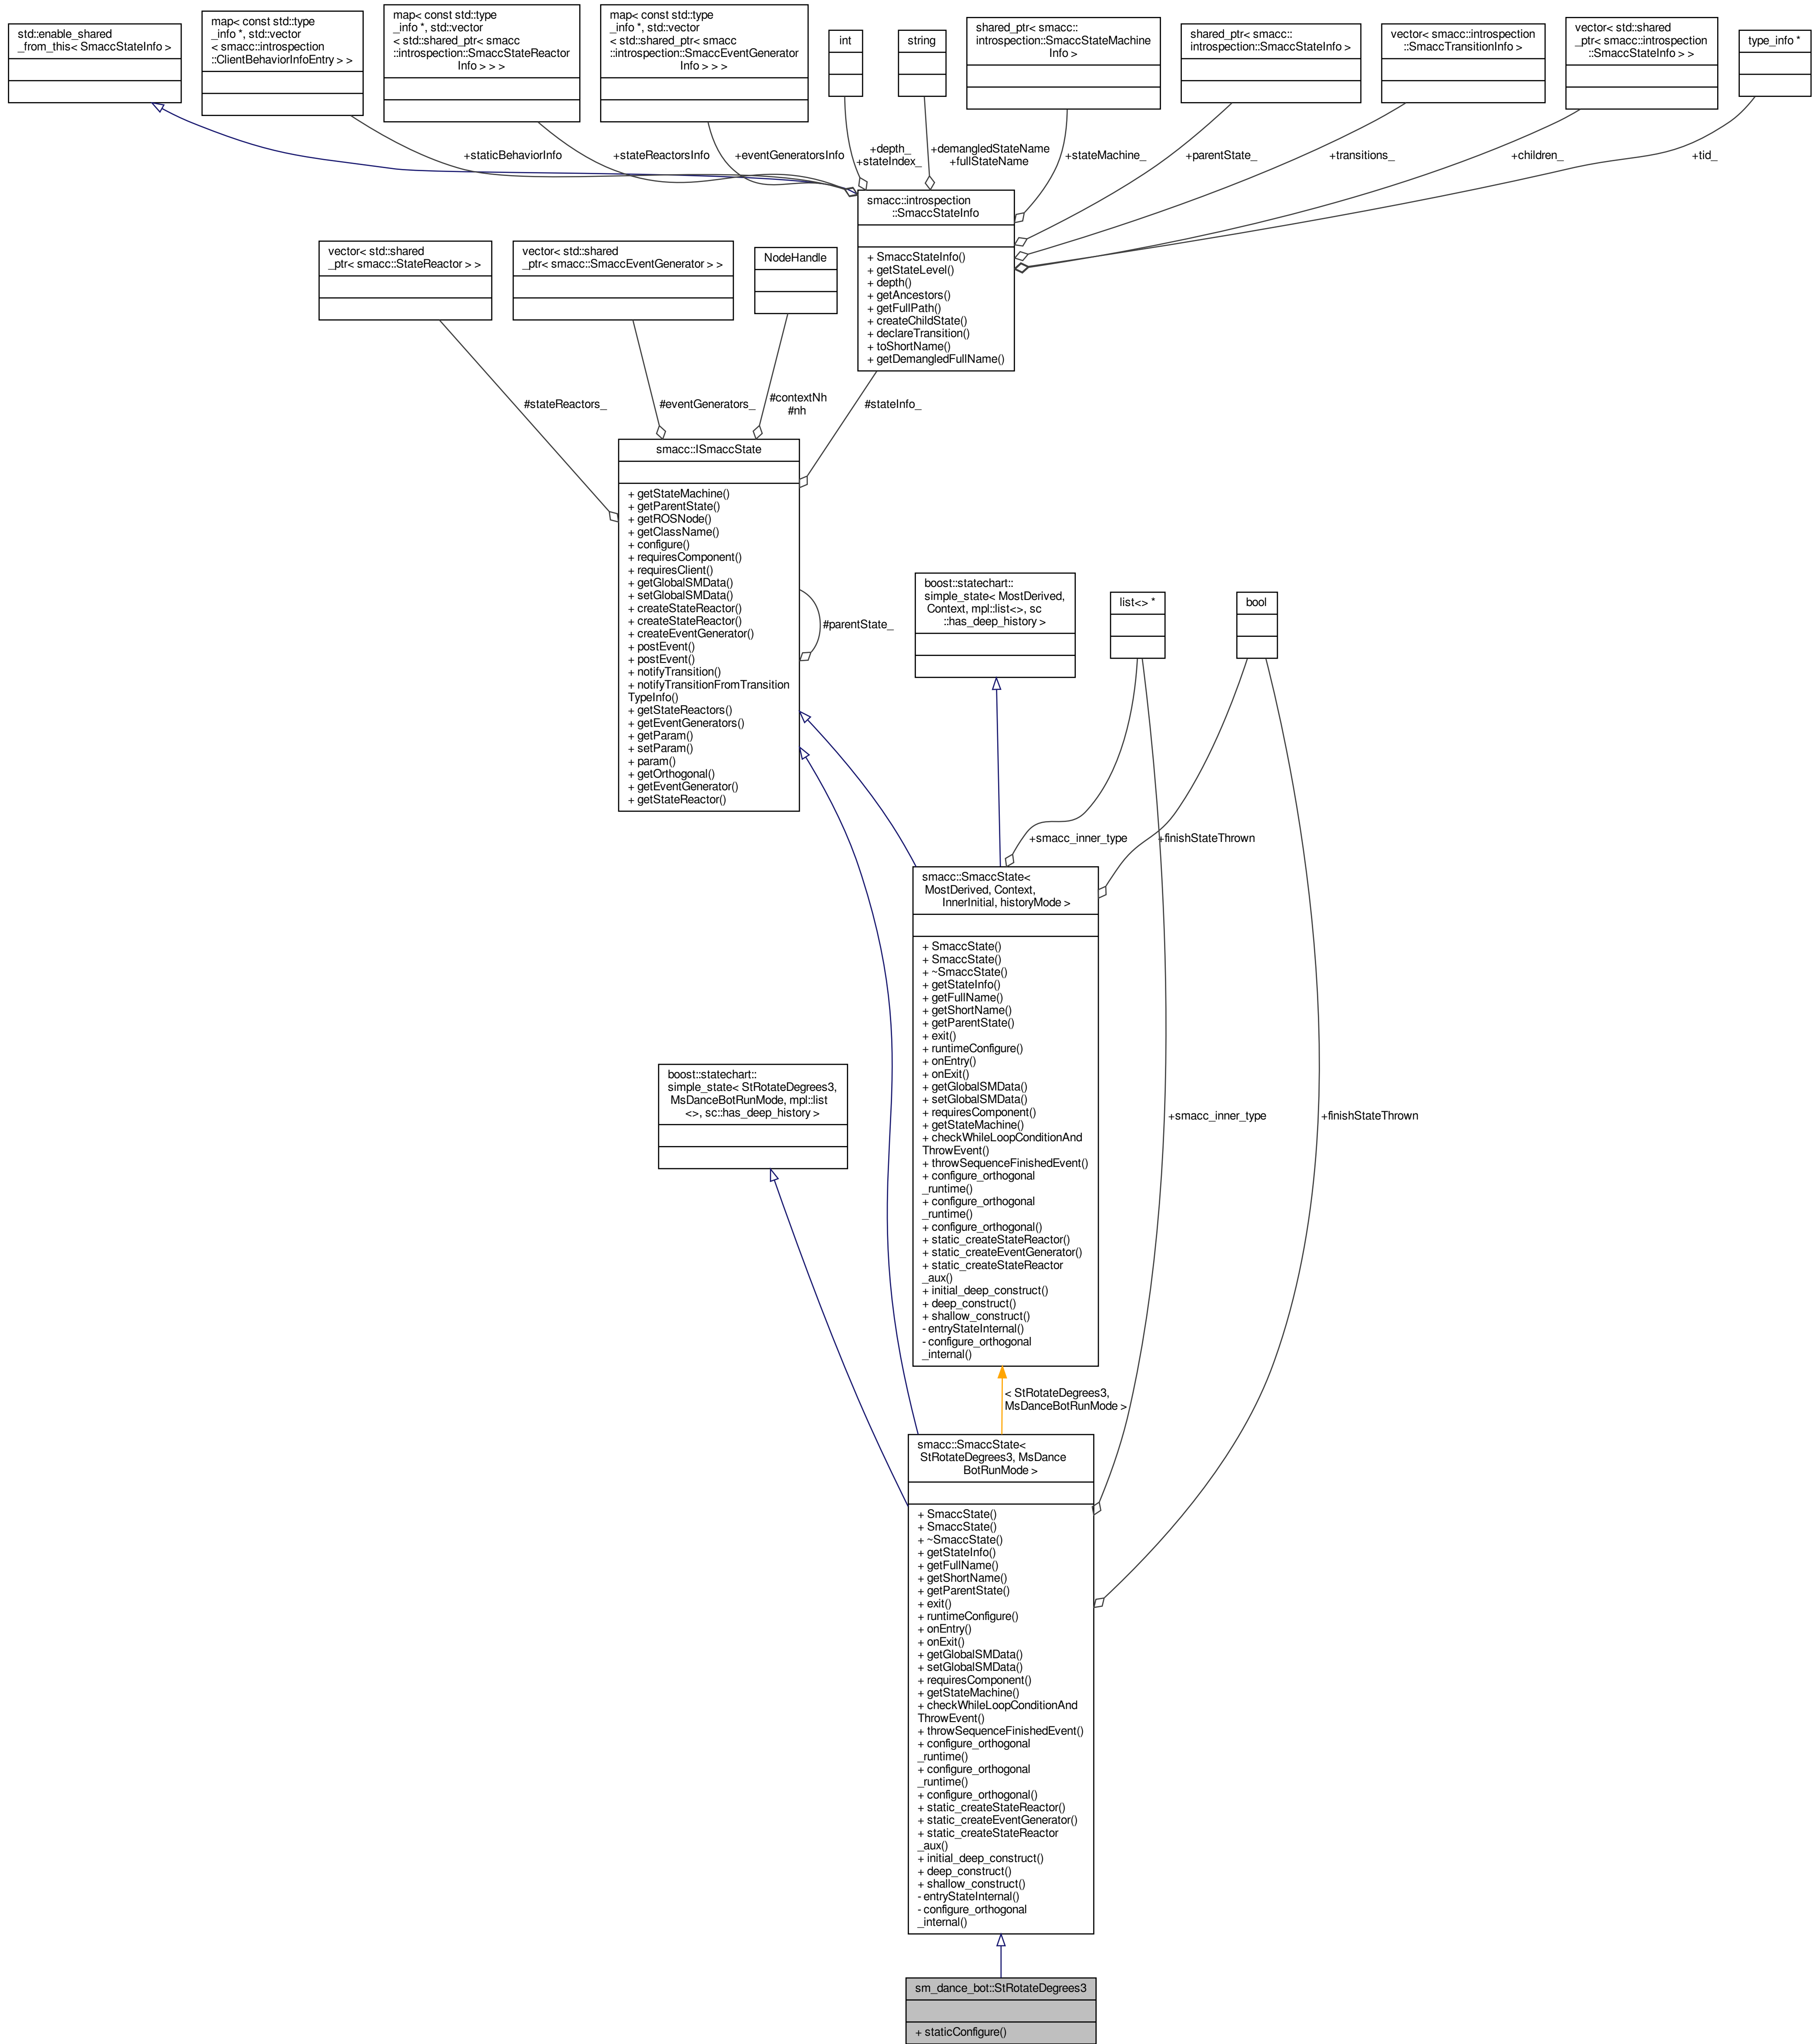 std::enable_shared
_from_this< SmaccStateInfo >
map< const std::type
_info *, std::vector
< smacc::introspection
::ClientBehaviorInfoEntry > >
map< const std::type
_info *, std::vector
< std::shared_ptr< smacc
::introspection::SmaccStateReactor
Info > > >
map< const std::type
_info *, std::vector
< std::shared_ptr< smacc
::introspection::SmaccEventGenerator
Info > > >
int
string
shared_ptr< smacc::
introspection::SmaccStateMachine
Info >
shared_ptr< smacc::
introspection::SmaccStateInfo >
vector< smacc::introspection
::SmaccTransitionInfo >
vector< std::shared
_ptr< smacc::introspection
::SmaccStateInfo > >
type_info *
+staticBehaviorInfo
+stateReactorsInfo
+eventGeneratorsInfo
+depth_
+stateIndex_
+demangledStateName
+fullStateName
+stateMachine_
+parentState_
+transitions_
+children_
+tid_
smacc::introspection
::SmaccStateInfo
+ SmaccStateInfo()
+ getStateLevel()
+ depth()
+ getAncestors()
+ getFullPath()
+ createChildState()
+ declareTransition()
+ toShortName()
+ getDemangledFullName()
vector< std::shared
_ptr< smacc::StateReactor > >
vector< std::shared
_ptr< smacc::SmaccEventGenerator > >
NodeHandle
#stateReactors_
#eventGenerators_
#contextNh
#nh
#stateInfo_
smacc::ISmaccState
+ getStateMachine()
+ getParentState()
+ getROSNode()
+ getClassName()
+ configure()
+ requiresComponent()
+ requiresClient()
+ getGlobalSMData()
+ setGlobalSMData()
+ createStateReactor()
+ createStateReactor()
+ createEventGenerator()
+ postEvent()
+ postEvent()
+ notifyTransition()
+ notifyTransitionFromTransition
TypeInfo()
+ getStateReactors()
+ getEventGenerators()
+ getParam()
+ setParam()
+ param()
+ getOrthogonal()
+ getEventGenerator()
+ getStateReactor()
#parentState_
boost::statechart::
simple_state< MostDerived,
Context, mpl::list<>, sc
::has_deep_history >
list<> *
bool
+smacc_inner_type
+finishStateThrown
smacc::SmaccState<
MostDerived, Context,
InnerInitial, historyMode >
+ SmaccState()
+ SmaccState()
+ ~SmaccState()
+ getStateInfo()
+ getFullName()
+ getShortName()
+ getParentState()
+ exit()
+ runtimeConfigure()
+ onEntry()
+ onExit()
+ getGlobalSMData()
+ setGlobalSMData()
+ requiresComponent()
+ getStateMachine()
+ checkWhileLoopConditionAnd
ThrowEvent()
+ throwSequenceFinishedEvent()
+ configure_orthogonal
_runtime()
+ configure_orthogonal
_runtime()
+ configure_orthogonal()
+ static_createStateReactor()
+ static_createEventGenerator()
+ static_createStateReactor
_aux()
+ initial_deep_construct()
+ deep_construct()
+ shallow_construct()
- entryStateInternal()
- configure_orthogonal
_internal()
boost::statechart::
simple_state< StRotateDegrees3,
MsDanceBotRunMode, mpl::list
<>, sc::has_deep_history >
+smacc_inner_type
+finishStateThrown
< StRotateDegrees3,
MsDanceBotRunMode >
smacc::SmaccState<
StRotateDegrees3, MsDance
BotRunMode >
+ SmaccState()
+ SmaccState()
+ ~SmaccState()
+ getStateInfo()
+ getFullName()
+ getShortName()
+ getParentState()
+ exit()
+ runtimeConfigure()
+ onEntry()
+ onExit()
+ getGlobalSMData()
+ setGlobalSMData()
+ requiresComponent()
+ getStateMachine()
+ checkWhileLoopConditionAnd
ThrowEvent()
+ throwSequenceFinishedEvent()
+ configure_orthogonal
_runtime()
+ configure_orthogonal
_runtime()
+ configure_orthogonal()
+ static_createStateReactor()
+ static_createEventGenerator()
+ static_createStateReactor
_aux()
+ initial_deep_construct()
+ deep_construct()
+ shallow_construct()
- entryStateInternal()
- configure_orthogonal
_internal()
sm_dance_bot::StRotateDegrees3
+ staticConfigure()